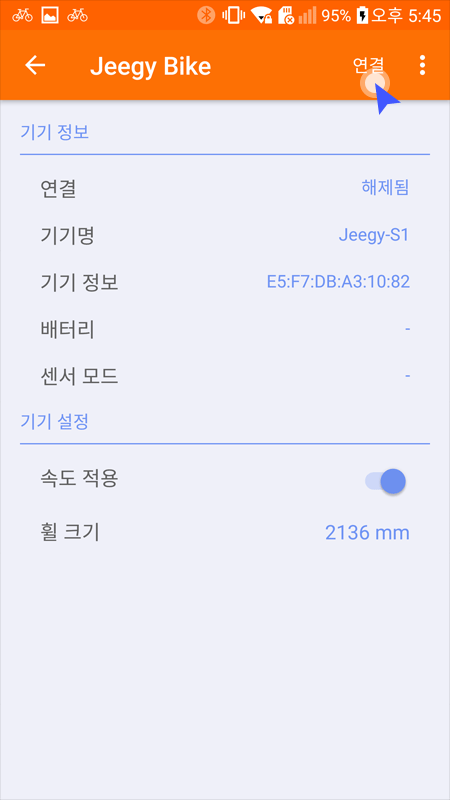 95% 오후 5:45
Jeegy Bike 연결
기기 정보
연결 해제됨
기기명 Jeegy-S1
기기 정보 E5:F7:DB:A3:10:82
배터리 -
센서 모드 -
기기 설정
속도 적용
휠 크기 2136 mm